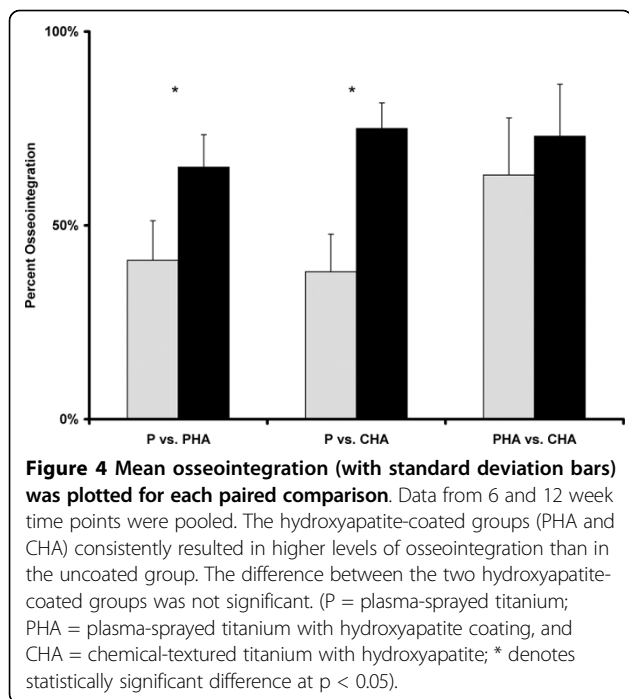 100%
*
*
Percent Osseointegration
50%
0%
P vs. PHA
P vs. CHA
PHA vs. CHA
Figure 4 Mean osseointegration (with standard deviation bars)
was plotted for each paired comparison. Data from 6 and 12 week
time points were pooled. The hydroxyapatite-coated groups (PHA and
CHA) consistently resulted in higher levels of osseointegration than in
the uncoated group. The difference between the two hydroxyapatite-
coated groups was not significant. (P = plasma-sprayed titanium;
PHA = plasma-sprayed titanium with hydroxyapatite coating, and
CHA = chemical-textured titanium with hydroxyapatite; * denotes
statistically significant difference at p < 0.05).